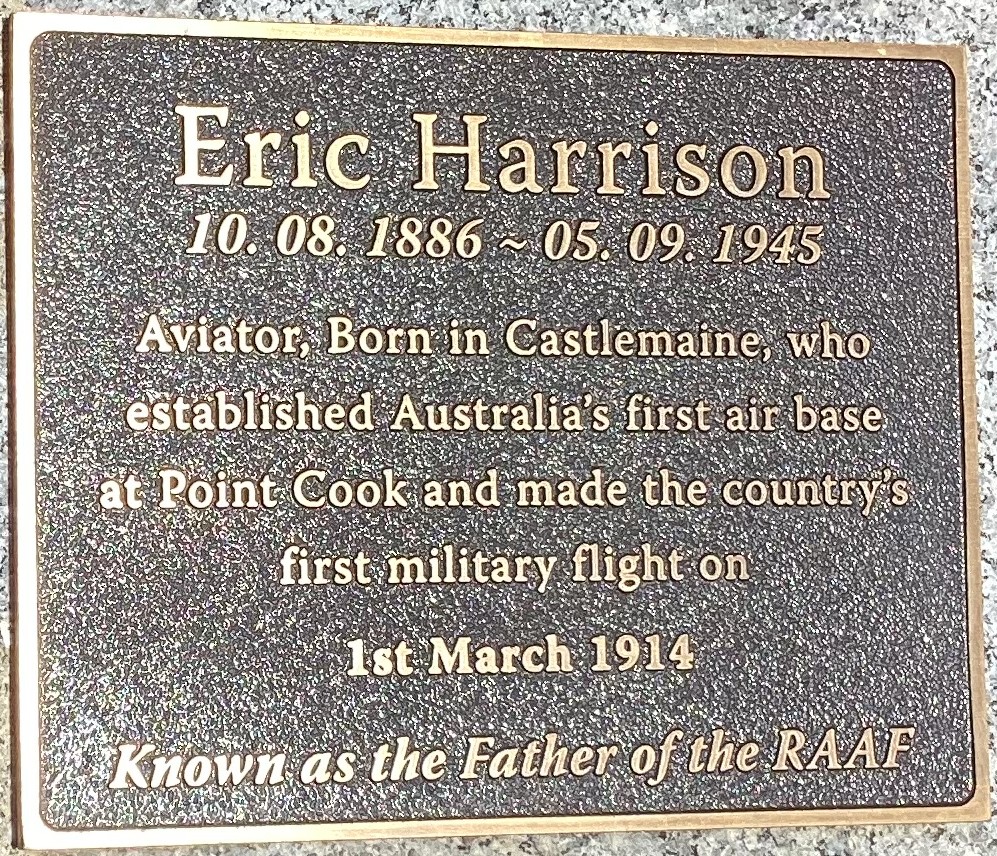 Eric Harrison
10. 08. 1886 ~ 05. 09. 1945
Aviator, Born in Castlemaine, who
established Australia's first air base
at Point Cook and made the country's
first military flight on
1st March 1914
Known as the Father of the RAAF